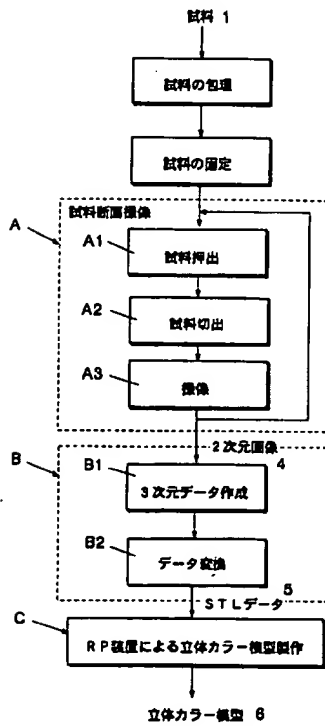 試料 1
試料の包埋
試料の固定
試料断面撮像
A
A1
試料押出
A2
試料切出
A3
撮像
2次元画像
4
B
B1
3次元データ作成
B2
データ変換
5
STLデータ
C
RP装置による立体カラー模型製作
立体カラー模型 6